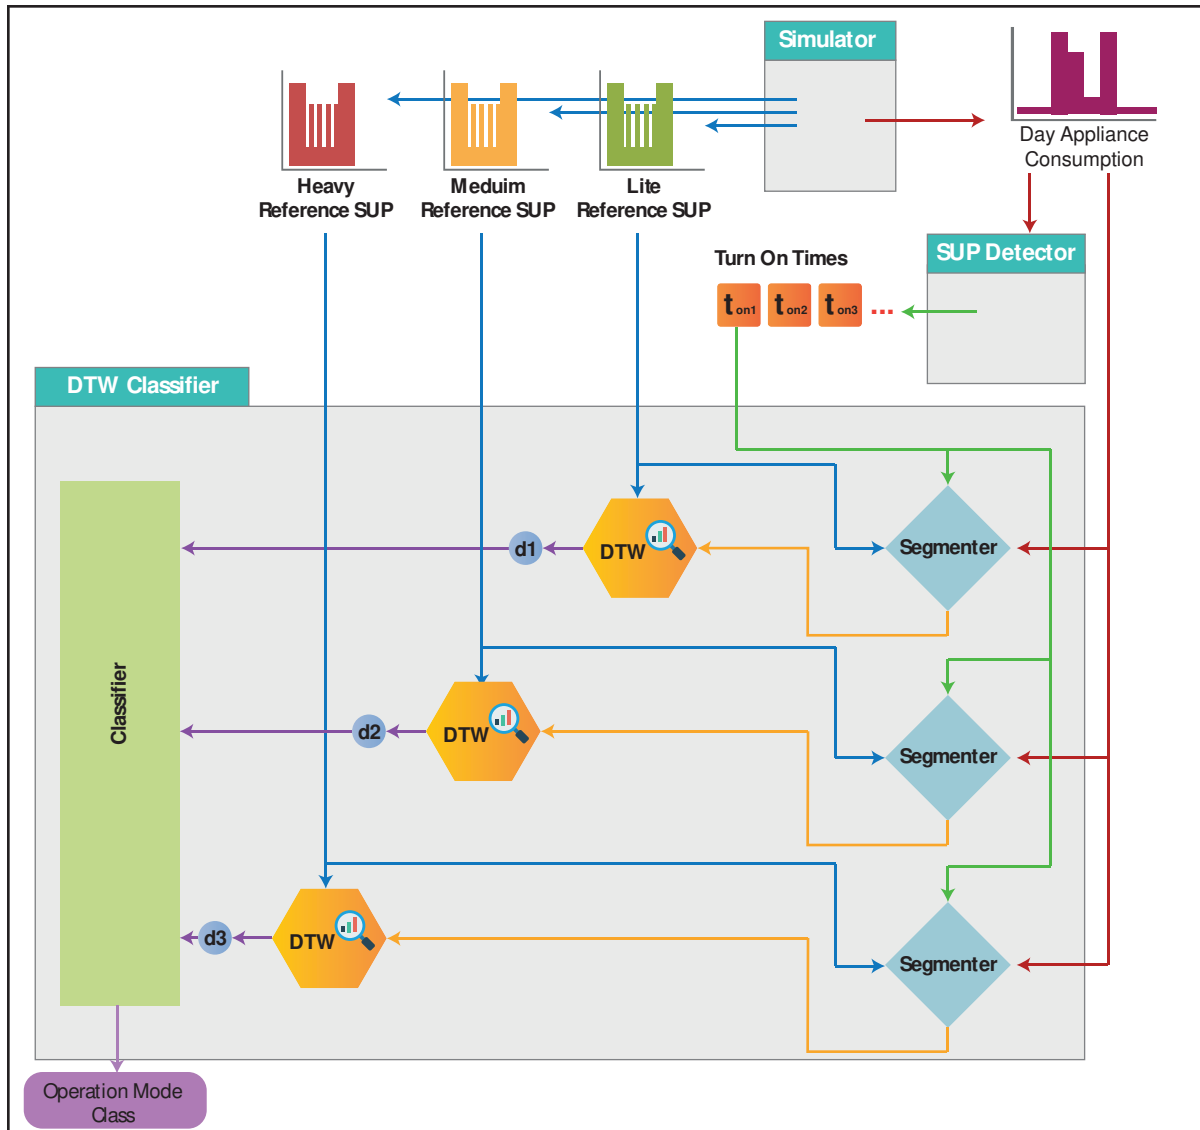 Simulator
Day Appliance
Consumption
Heavy
Reference SUP
Meduim
Reference SUP
Lite
Reference SUP
SUP Detector
Turn On Times
ton1
ton2
ton3
...
DTW Classifier
Classifier
d1
DTW
Segmenter
d2
DTW
Segmenter
d3
DTW
Segmenter
Operation Mode
Class